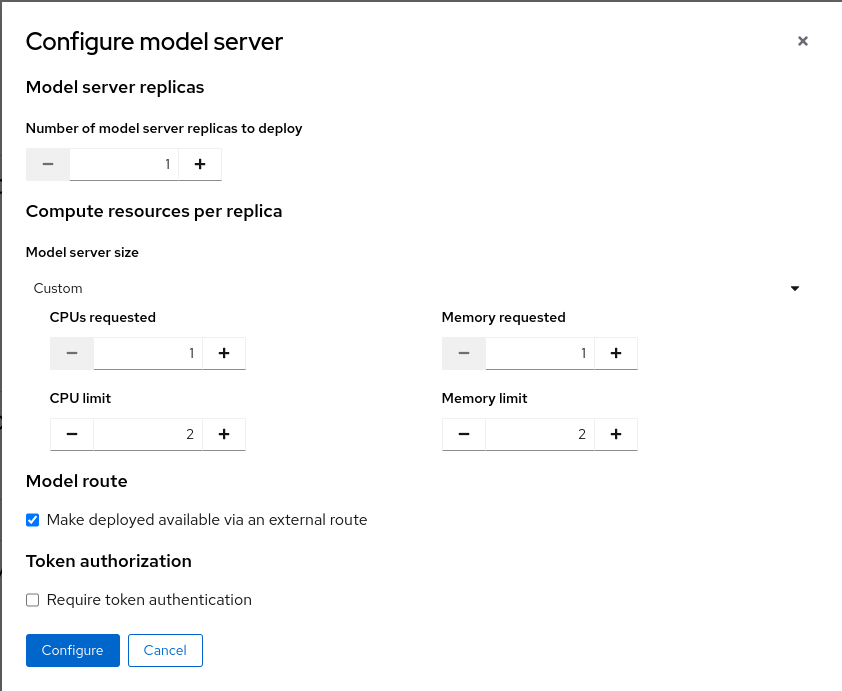 Configure model server
Model server replicas
Number of model server replicas to deploy
1
Compute resources per replica
Model server size
Custom
CPUs requested
Memory requested
1
1
CPU limit
Memory limit
2
2
Model route
Make deployed available via an external route
Token authorization
Require token authentication
Configure
Cancel